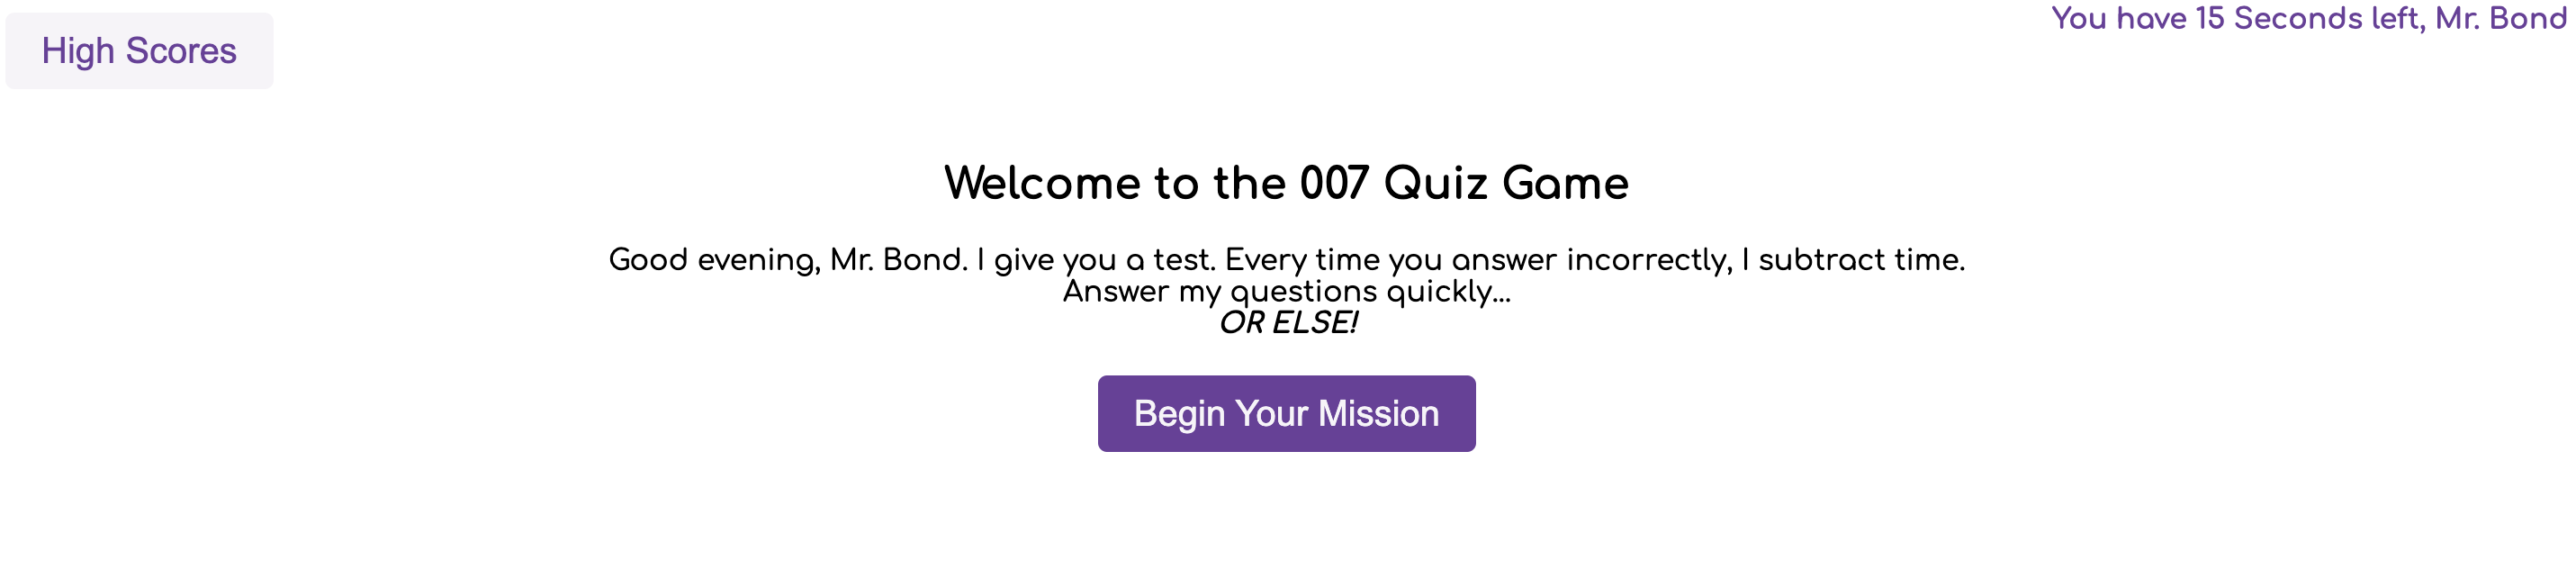 High Scores
You have 15 Seconds left, Mr. Bond
Welcome to the 007 Quiz Game
Good evening, Mr. Bond. I give you a test. Every time you answer incorrectly, I subtract time.
Answer my questions quickly...
OR ELSE!
Begin Your Mission